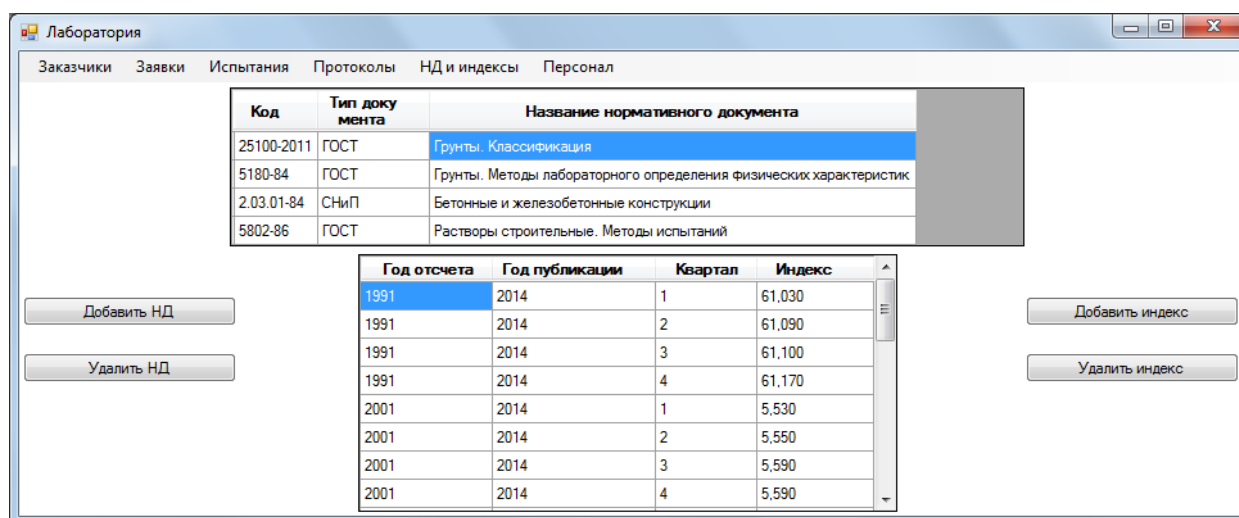 Лаборатория
Заказчики Заявки Испытания Протоколы НД и индексы Персонал
Код Тип доку мента Название нормативного документа
25100-2011 ГОСТ Грунты. Классификация
5180-84 ГОСТ Грунты. Методы лабораторного определения физических характеристик
2.03.01-84 СНиП Бетонные и железобетонные конструкции
5802-86 ГОСТ Растворы строительные. Методы испытаний
Год отсчета Год публикации Квартал Индекс
1991 2014 1 61,030
1991 2014 2 61,090
1991 2014 3 61,100
1991 2014 4 61,170
2001 2014 1 5,530
2001 2014 2 5,550
2001 2014 3 5,590
2001 2014 4 5,590
Добавить НД
Удалить НД
Добавить индекс
Удалить индекс